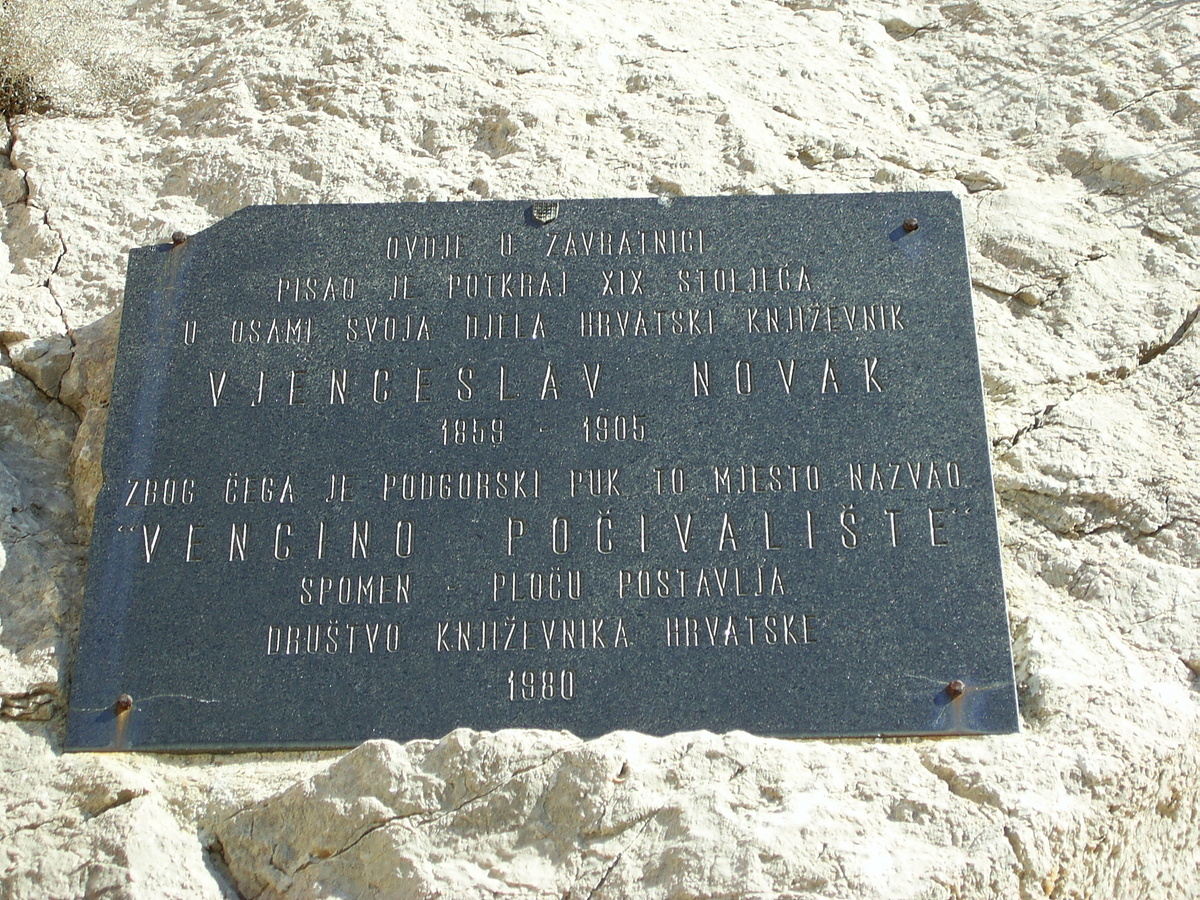 OVDJE U ZAVRATNICI
PISAO JE POTKRAJ XIX STOLJEĆA
U OSAMI SVOJA DJELA HRVATSKI KNJIŽEVNIK
VJENCESLAV NOVAK
1859 - 1905
ZBOG ČEGA JE PODGORSKI PUK TO MJESTO NAZVAO
“VENCINO POČIVALIŠTE“
SPOMEN - PLOČU POSTAVLJA
DRUŠTVO KNJIŽEVNIKA HRVATSKE
1980